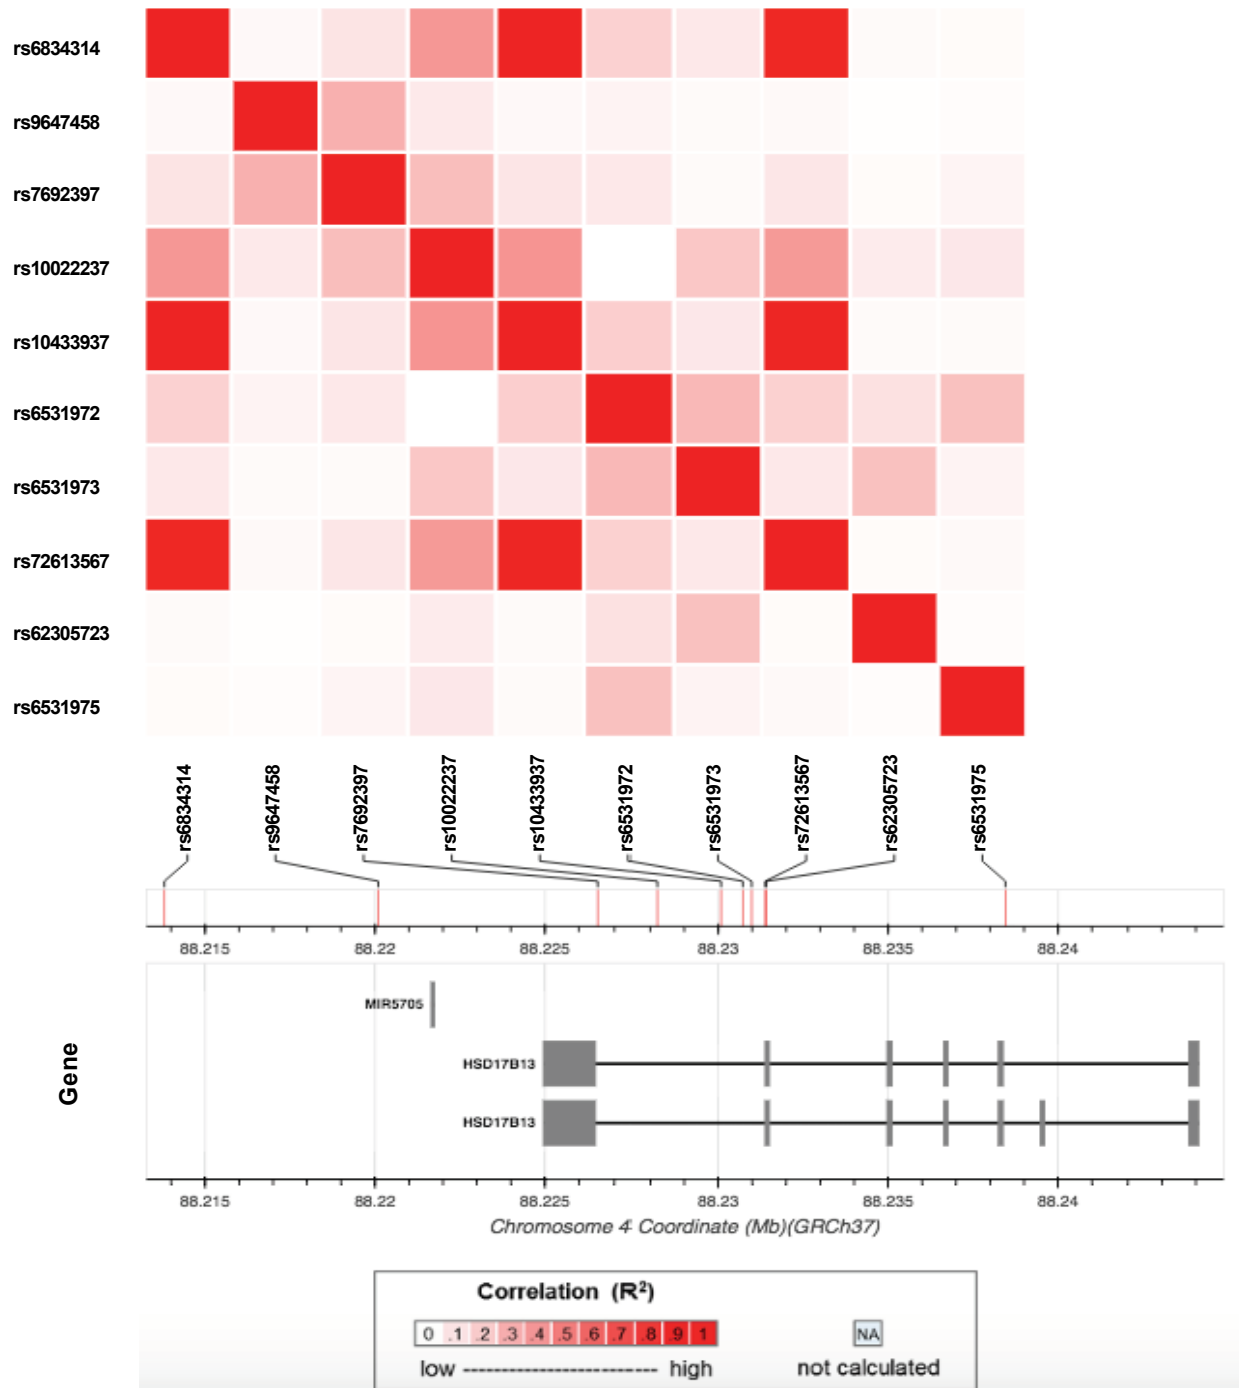 rs6834314
rs9647458
rs7692397
rs10022237
rs10433937
rs6531972
rs6531973
rs72613567
rs62305723
rs6531975
rs6834314 rs9647458 rs7692397 rs10022237 rs10433937 rs6531972 rs6531973 rs72613567 rs62305723 rs6531975
88.215 88.22 88.225 88.23 88.235 88.24
MIR5705
HSD17B13
HSD17B13
Gene
88.215 88.22 88.225 88.23 88.235 88.24
Chromosome 4 Coordinate (Mb)(GRCh37)
Correlation (R²)
0 .1 .2 .3 .4 .5 .6 .7 .8 .9 1 NA
low ------------------------ high not calculated